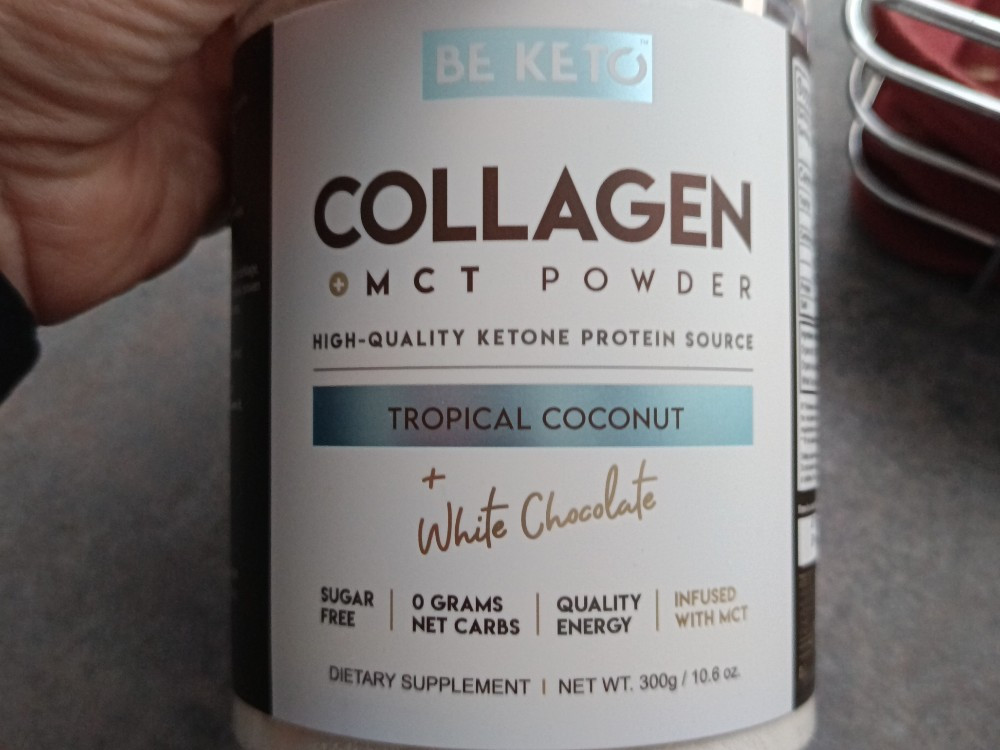 BE KETO™
COLLAGEN
+ MCT POWDER
HIGH-QUALITY KETONE PROTEIN SOURCE
TROPICAL COCONUT
+
White Chocolate
SUGAR FREE | 0 GRAMS NET CARBS | QUALITY ENERGY | INFUSED WITH MCT
DIETARY SUPPLEMENT | NET WT. 300g / 10.6 oz.